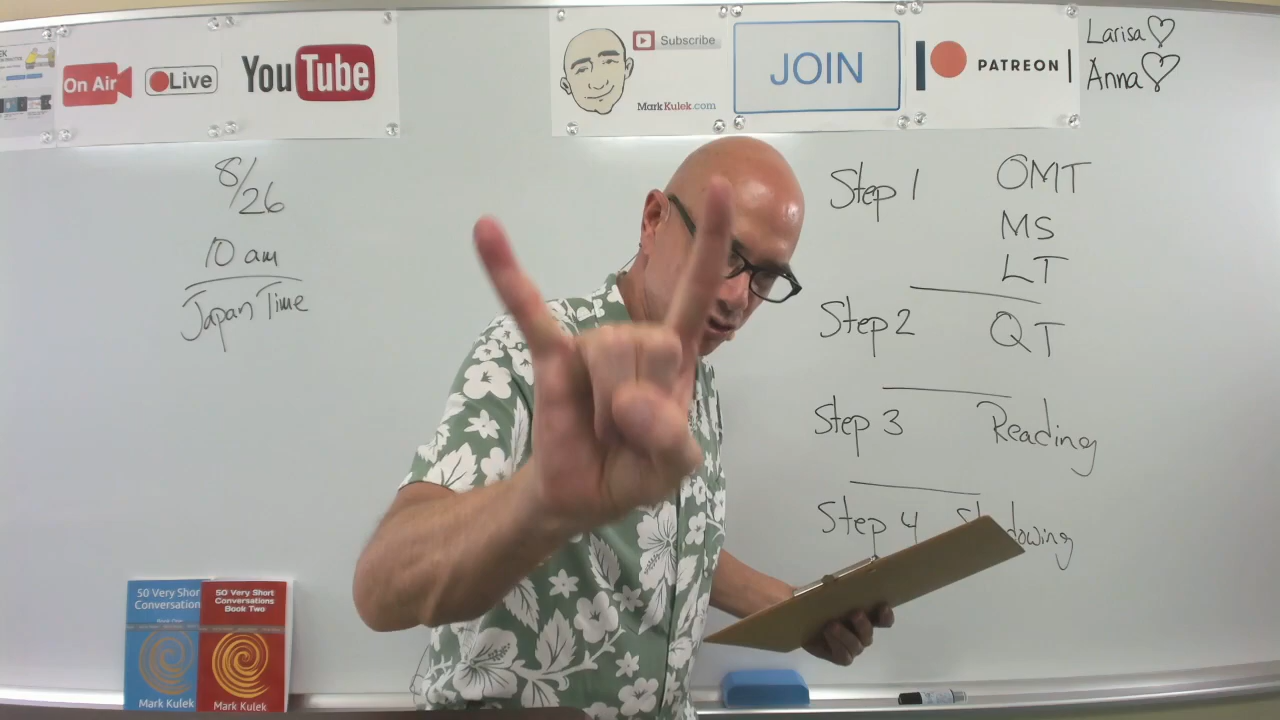 On Air
Live
YouTube
Subscribe
MarkKulek.com
JOIN
PATREON
Larisa♡
Anna♡
8/26
10 am
Japan Time
Step 1 OMT
MS
LT
Step 2 QT
Step 3 Reading
Step 4
50 Very Short
Conversation
Mark Kulek
50 Very Short
Conversations
Book Two
Mark Kulek